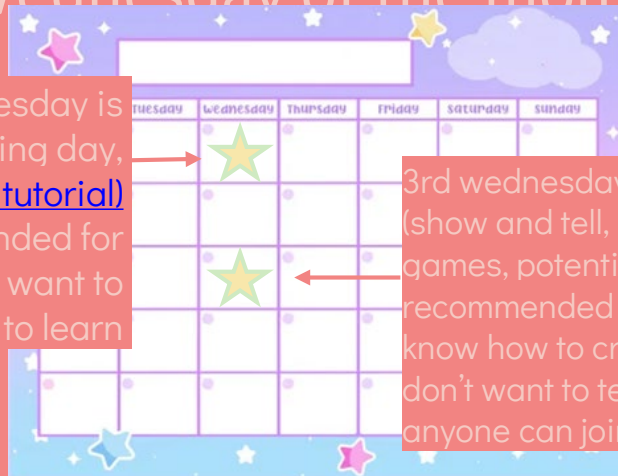 esday is
ing day,
tutorial)
nded for
want to
to learn
Tuesday
wednesday
Thursday
Friday
saturday
sunday
3rd wednesday
(show and tell,
games, potenti
recommended
know how to cr
don't want to te
anyone can joi